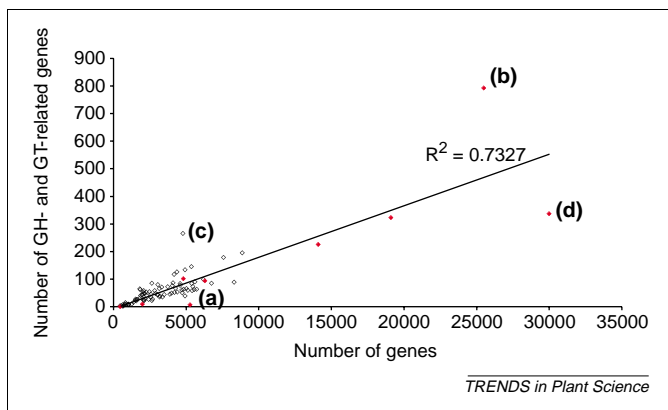 Number of GH- and GT-related genes
900
800
700
600
500
400
300
200
100
0
(b)
R² = 0.7327
(d)
(c)
(a)
0 5000 10000 15000 20000 25000 30000 35000
Number of genes
TRENDS in Plant Science